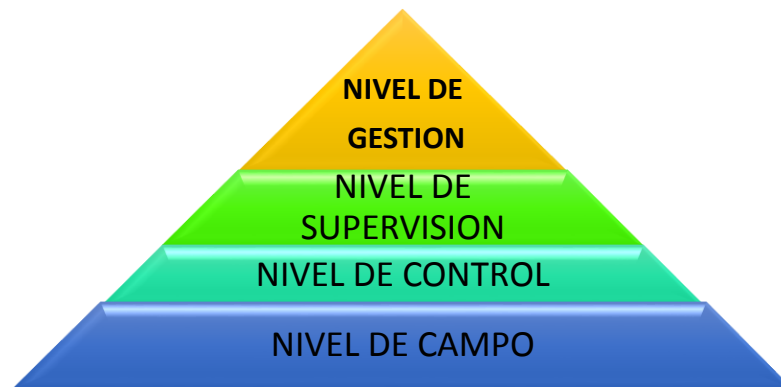 NIVEL DE
GESTION
NIVEL DE
SUPERVISION
NIVEL DE CONTROL
NIVEL DE CAMPO